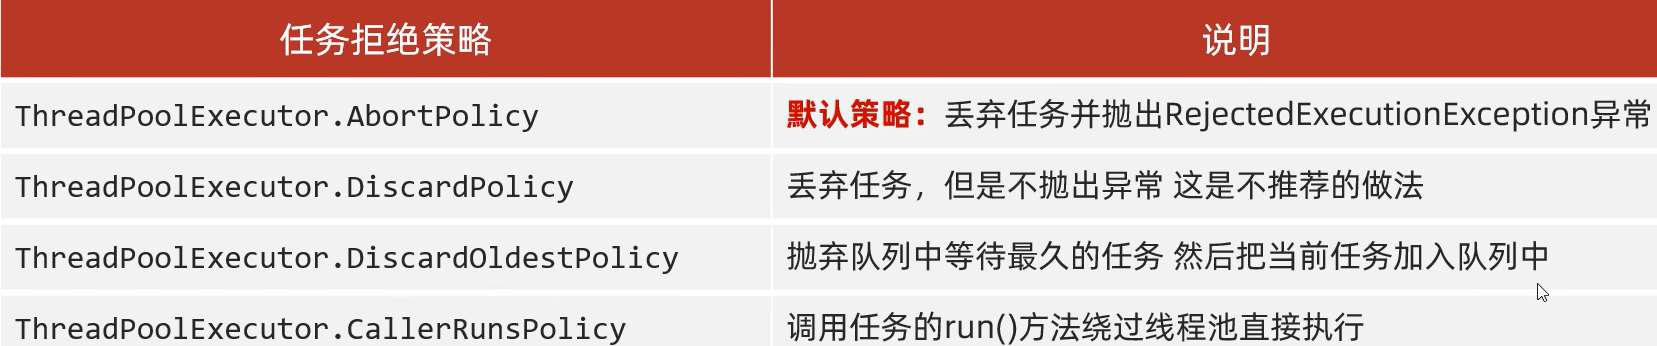 任务拒绝策略 说明
ThreadPoolExecutor.AbortPolicy 默认策略：丢弃任务并抛出RejectedExecutionException异常
ThreadPoolExecutor.DiscardPolicy 丢弃任务，但是不抛出异常 这是不推荐的做法
ThreadPoolExecutor.DiscardOldestPolicy 抛弃队列中等待最久的任务 然后把当前任务加入队列中
ThreadPoolExecutor.CallerRunsPolicy 调用任务的run()方法绕过线程池直接执行